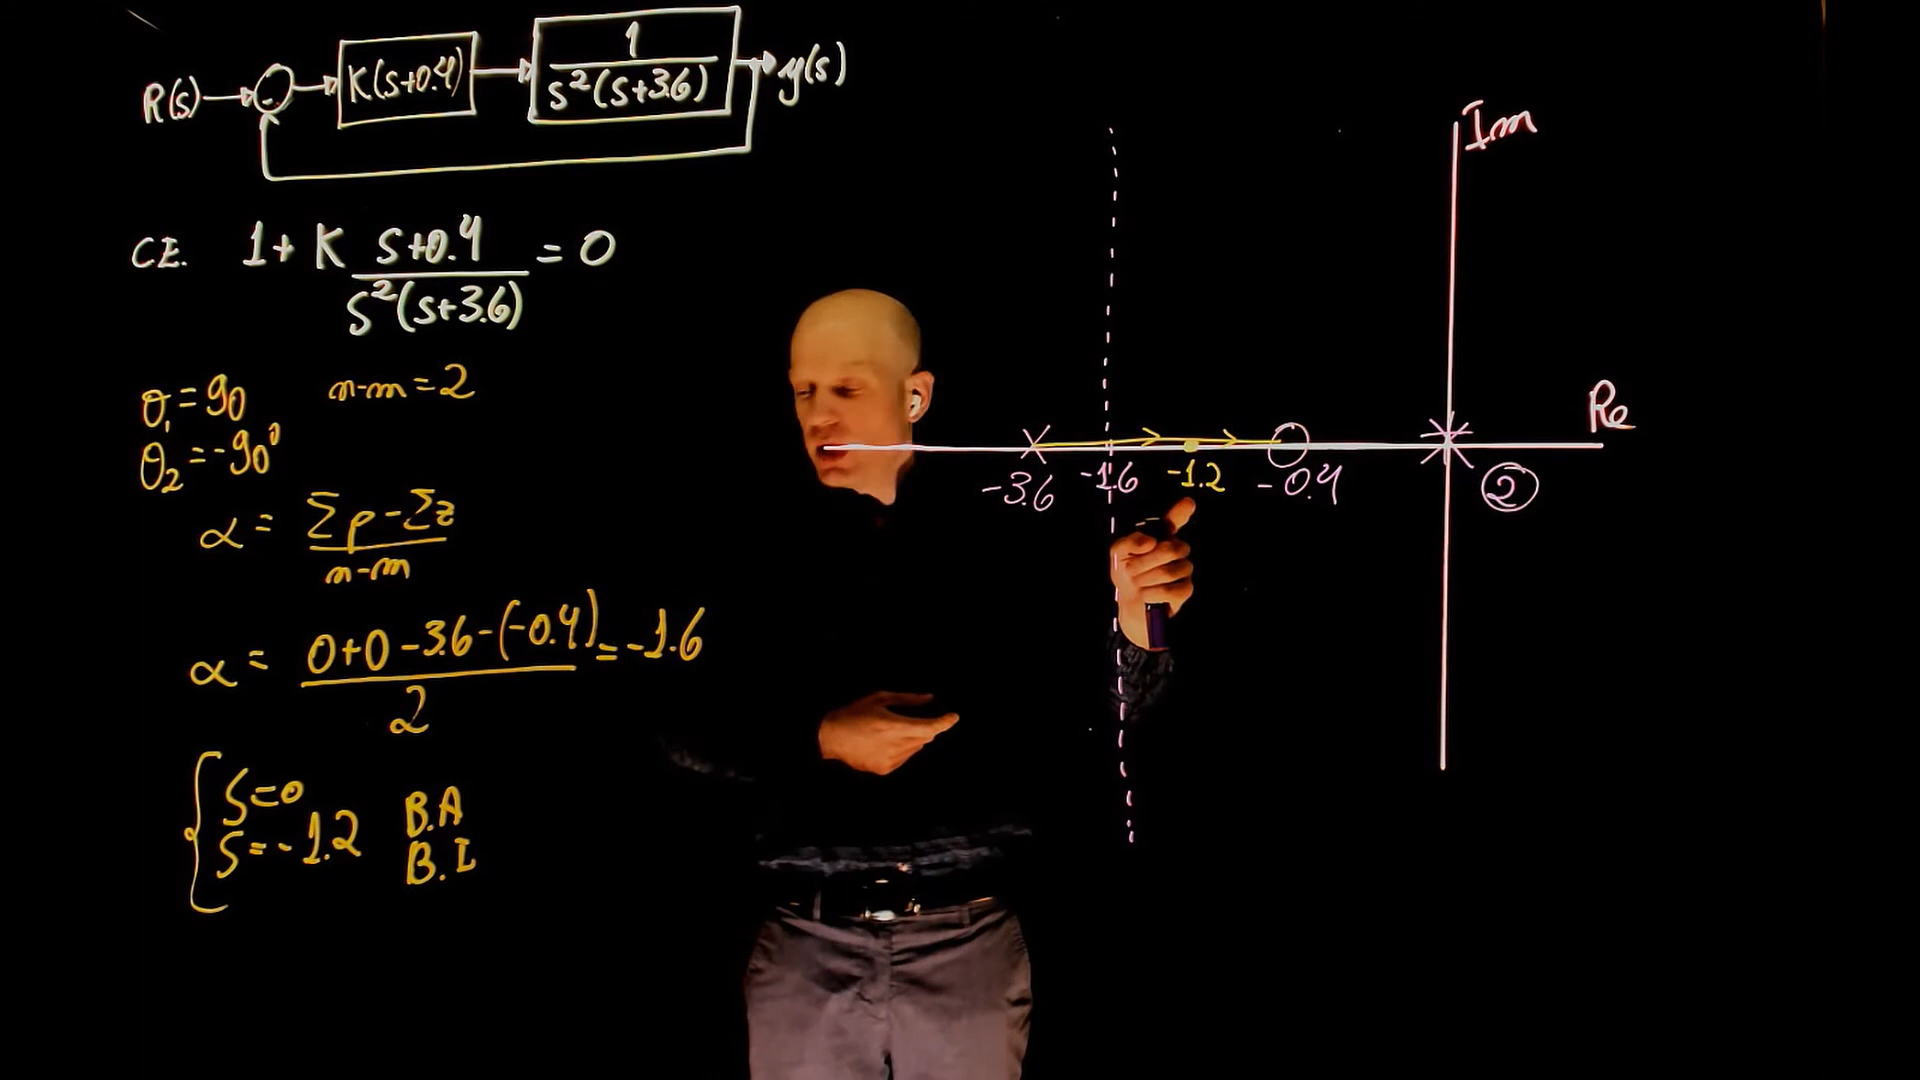 R(s) - K(s+0.4) 1/(s²(s+3.6)) y(s)
C.E. 1+K (s+0.4)/(s²(s+3.6)) = 0
θ₁=90 n-m=2
θ₂=-90°
α = (Σp-Σz)/(n-m)
α = (0+0-3.6-(-0.4))/2 = -1.6
{ S=0
S=-1.2 B.A
B.I
Im
Re
-3.6 -1.6 -1.2 -0.4 2